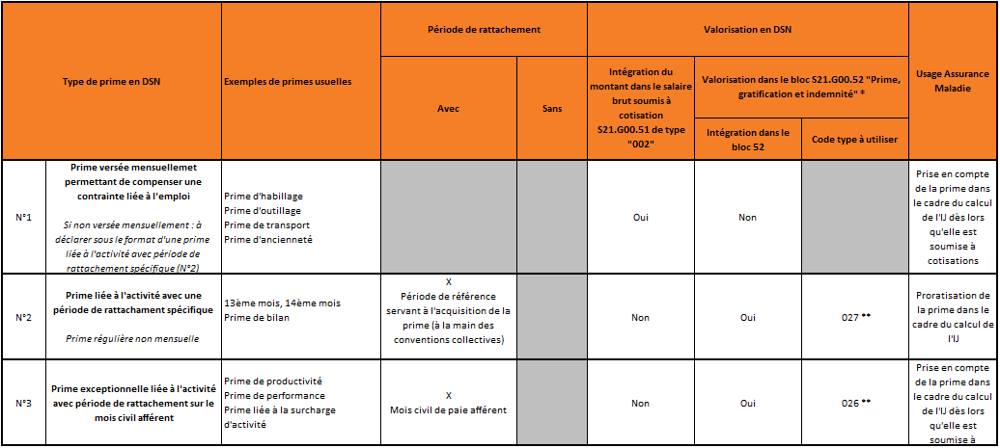 Type de prime en DSN
Exemples de primes usuelles
Période de rattachement
Avec
Sans
Valorisation en DSN
Intégration du
montant dans le salaire
brut soumis à
cotisation
S21.G00.51 de type
"002"
Valorisation dans le bloc S21.G00.52 "Prime,
gratification et indemnité" *
Intégration dans le
bloc 52
Code type à utiliser
Usage Assurance
Maladie
N°1
Prime versée mensuellemet
permettant de compenser une
contrainte liée à l'emploi
Si non versée mensuellement : à
déclarer sous le format d'une prime
liée à l'activité avec période de
rattachement spécifique (N°2)
Prime d'habillage
Prime d'outillage
Prime de transport
Prime d'ancienneté
Oui
Non
Prise en compte
de la prime dans
le cadre du calcul
de l'IJ dès lors
qu'elle est
soumise à
cotisations
N°2
Prime liée à l'activité avec une
période de rattachament spécifique
Prime régulière non mensuelle
13ème mois, 14ème mois
Prime de bilan
X
Période de référence
servant à l'acquisition de la
prime (à la main des
conventions collectives)
Non
Oui
027 **
Proratisation de
la prime dans le
cadre du calcul de
l'IJ
N°3
Prime exceptionnelle liée à l'activité
avec période de rattachement sur le
mois civil afférent
Prime de productivité
Prime de performance
Prime liée à la surcharge
d'activité
X
Mois civil de paie afférent
Non
Oui
026 **
Prise en compte
de la prime dans
le cadre du calcul
de l'IJ dès lors
qu'elle est
soumise à